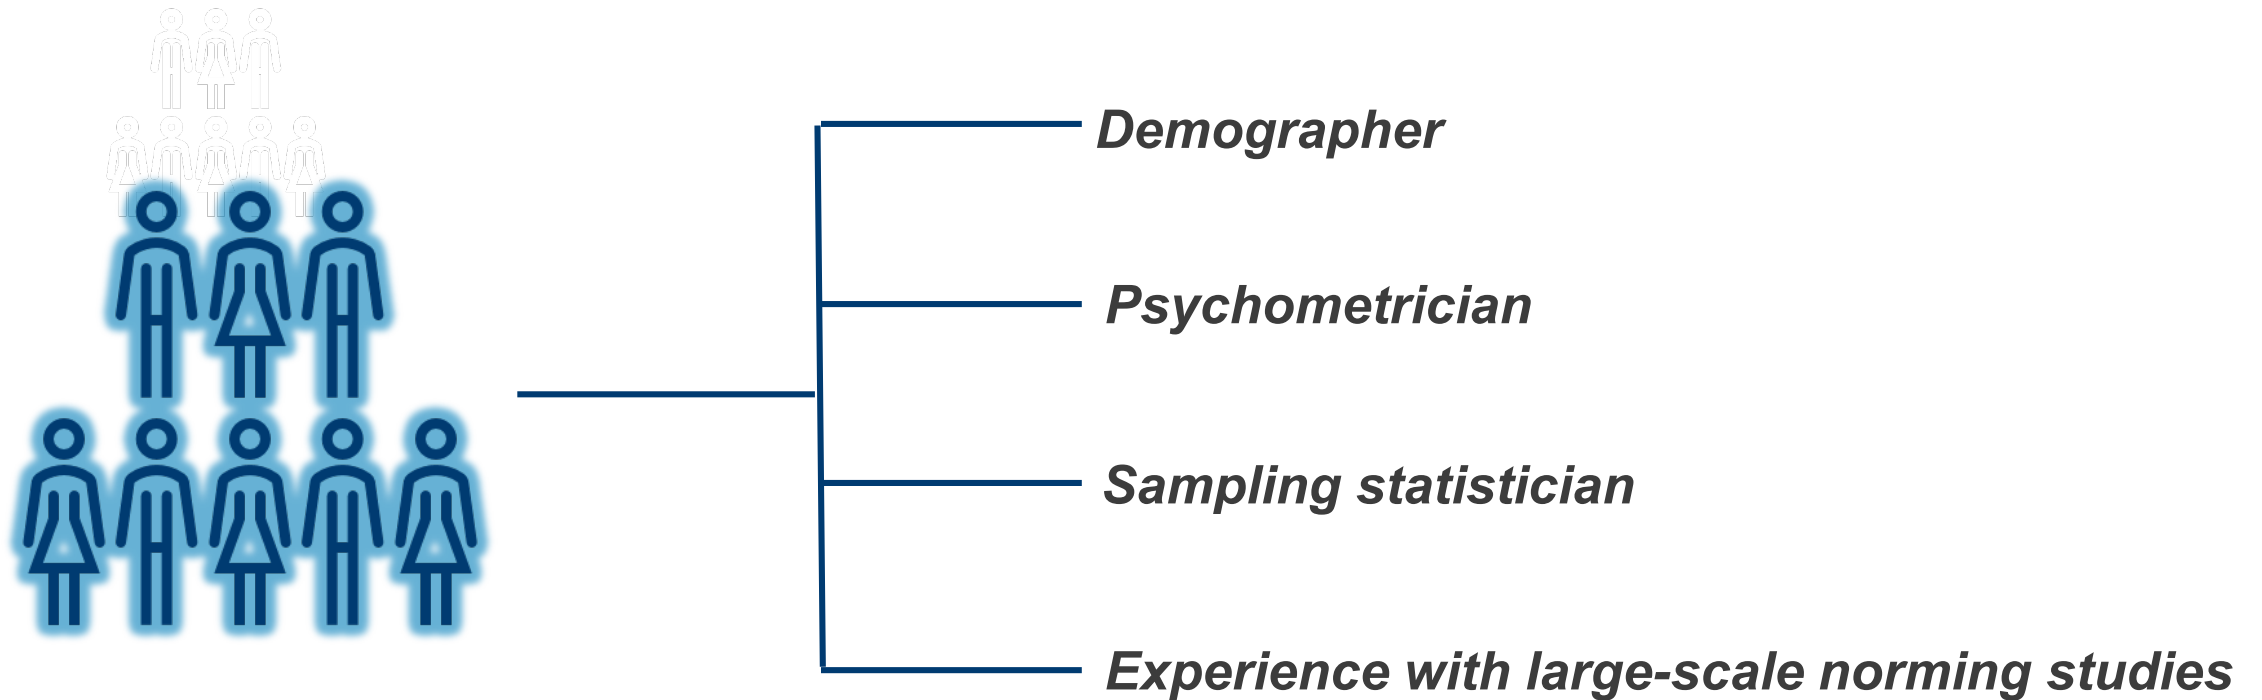 Demographer
Psychometrician
Sampling statistician
Experience with large-scale norming studies